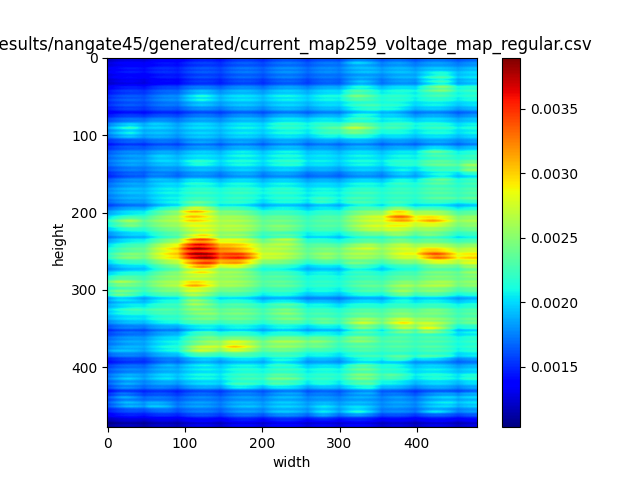 esults/nangate45/generated/current_map259_voltage_map_regular.csv
0
100
200
300
400
height
0 100 200 300 400
width
0.0035
0.0030
0.0025
0.0020
0.0015